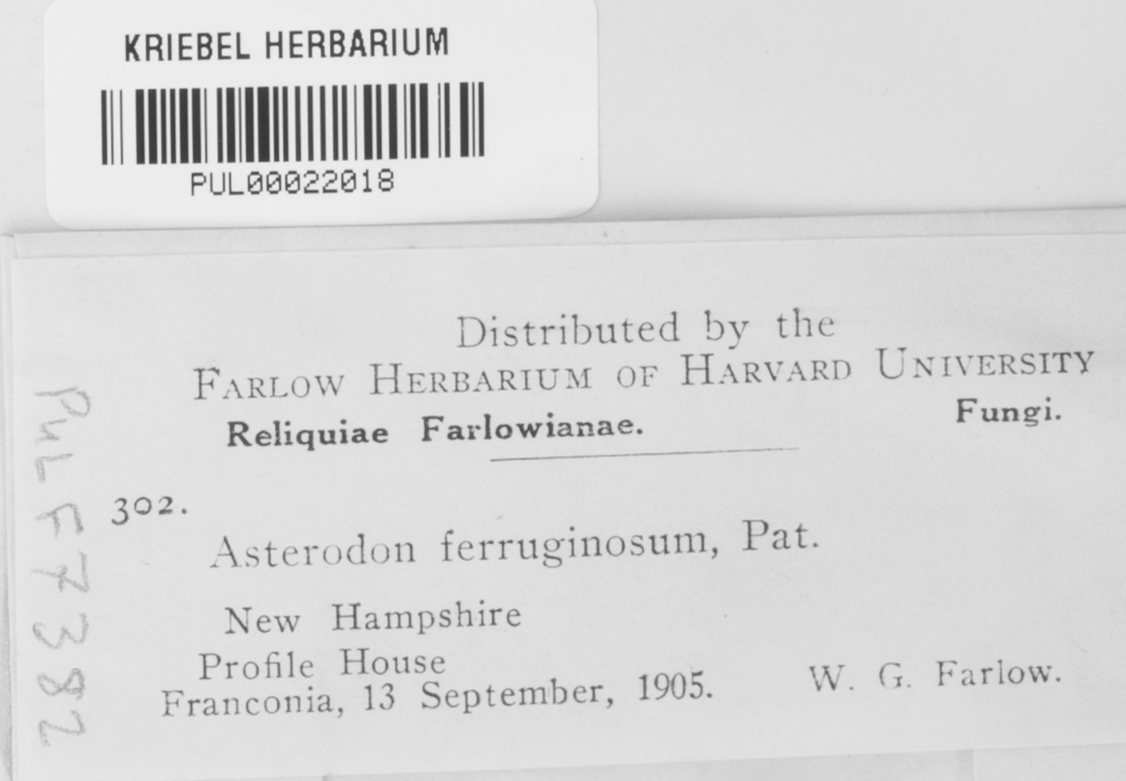 KRIEBEL HERBARIUM
PUL00022018
Distributed by the
FARLOW HERBARIUM OF HARVARD UNIVERSITY
Reliquiae Farlowianae. Fungi.
302.
Asterodon ferruginosum, Pat.
New Hampshire
Profile House
Franconia, 13 September, 1905. W. G. Farlow.
PUL F7382